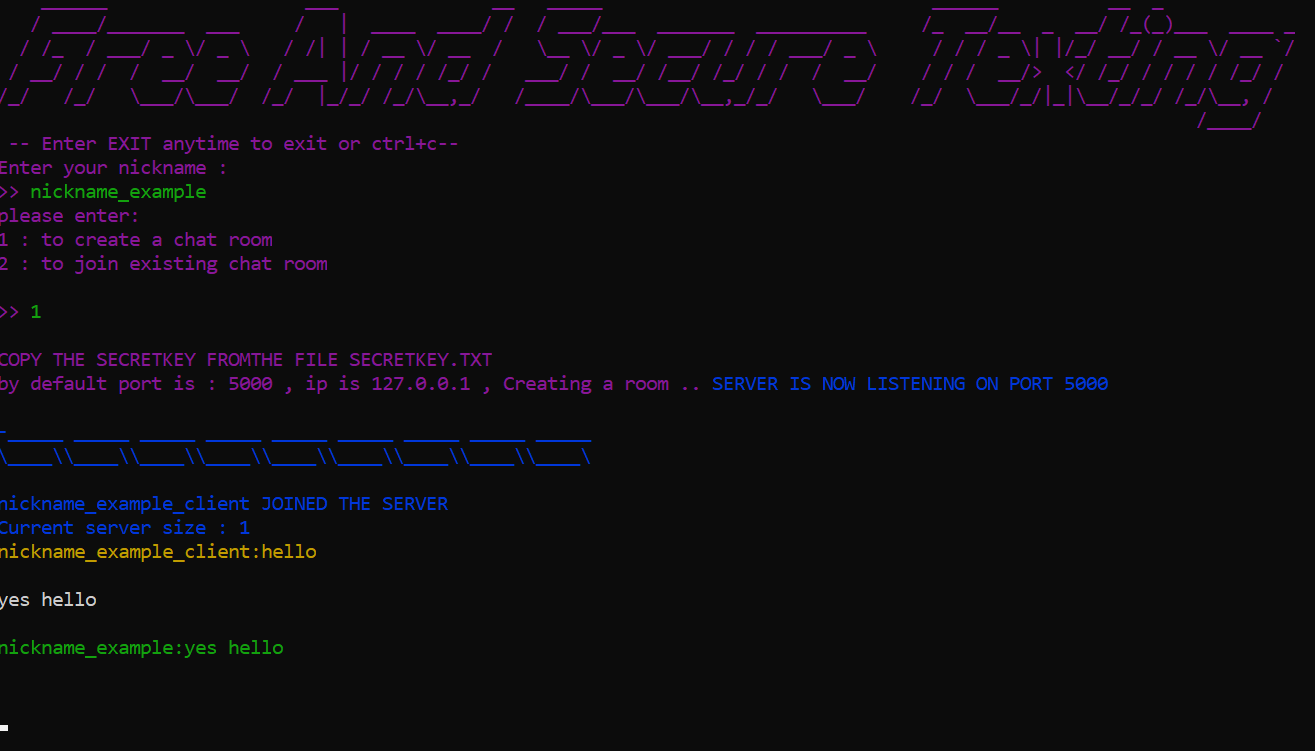 Free And Secure Texting
-- Enter EXIT anytime to exit or ctrl+c--
Enter your nickname :
>> nickname_example
please enter:
1 : to create a chat room
2 : to join existing chat room
>> 1
COPY THE SECRETKEY FROMTHE FILE SECRETKEY.TXT
by default port is : 5000 , ip is 127.0.0.1 , Creating a room .. SERVER IS NOW LISTENING ON PORT 5000
nickname_example_client JOINED THE SERVER
Current server size : 1
nickname_example_client:hello
yes hello
nickname_example:yes hello